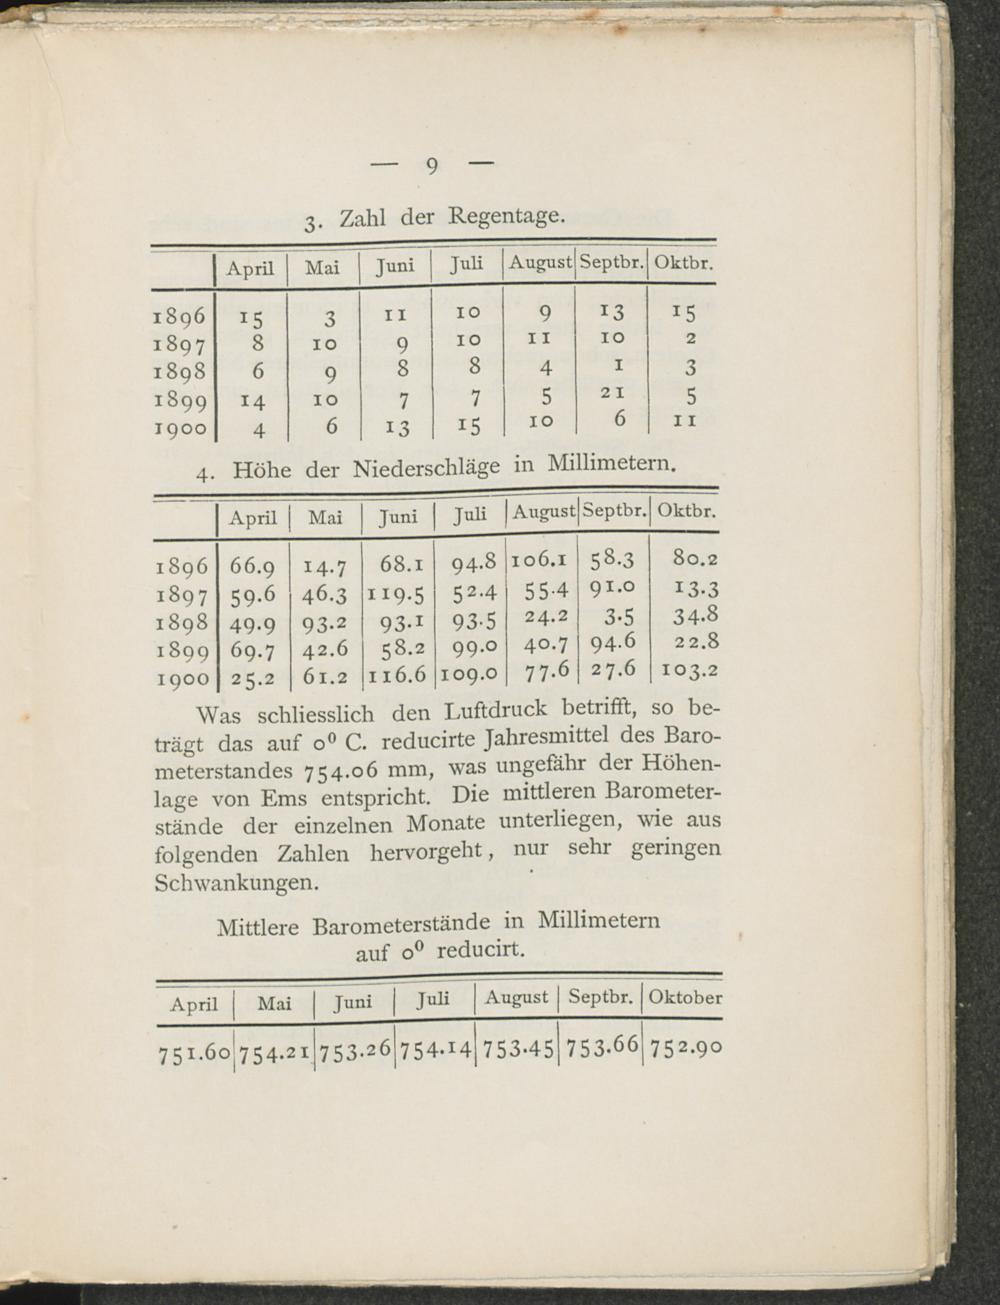 — 9 —
3. Zahl der Regentage.
April Mai Juni Juli August Septbr. Oktbr.
1896 15 3 11 10 9 13 15
1897 8 10 9 10 11 10 2
1898 6 9 8 8 4 1 3
1899 14 10 7 7 5 21 5
1900 4 6 13 15 10 6 11
4. Höhe der Niederschläge in Millimetern.
April Mai Juni Juli August Septbr. Oktbr.
1896 66.9 14.7 68.1 94.8 106.1 58.3 80.2
1897 59.6 46.3 119.5 52.4 55.4 91.0 13.3
1898 49.9 93.2 93.1 93.5 24.2 3.5 34.8
1899 69.7 42.6 58.2 99.0 40.7 94.6 22.8
1900 25.2 61.2 116.6 109.0 77.6 27.6 103.2
Was schliesslich den Luftdruck betrifft, so be-
trägt das auf 0⁰ C. reducirte Jahresmittel des Baro-
meterstandes 754.06 mm, was ungefähr der Höhen-
lage von Ems entspricht. Die mittleren Barometer-
stände der einzelnen Monate unterliegen, wie aus
folgenden Zahlen hervorgeht, nur sehr geringen
Schwankungen.
Mittlere Barometerstände in Millimetern
auf 0⁰ reducirt.
April Mai Juni Juli August Septbr. Oktober
751.60 754.21 753.26 754.14 753.45 753.66 752.90